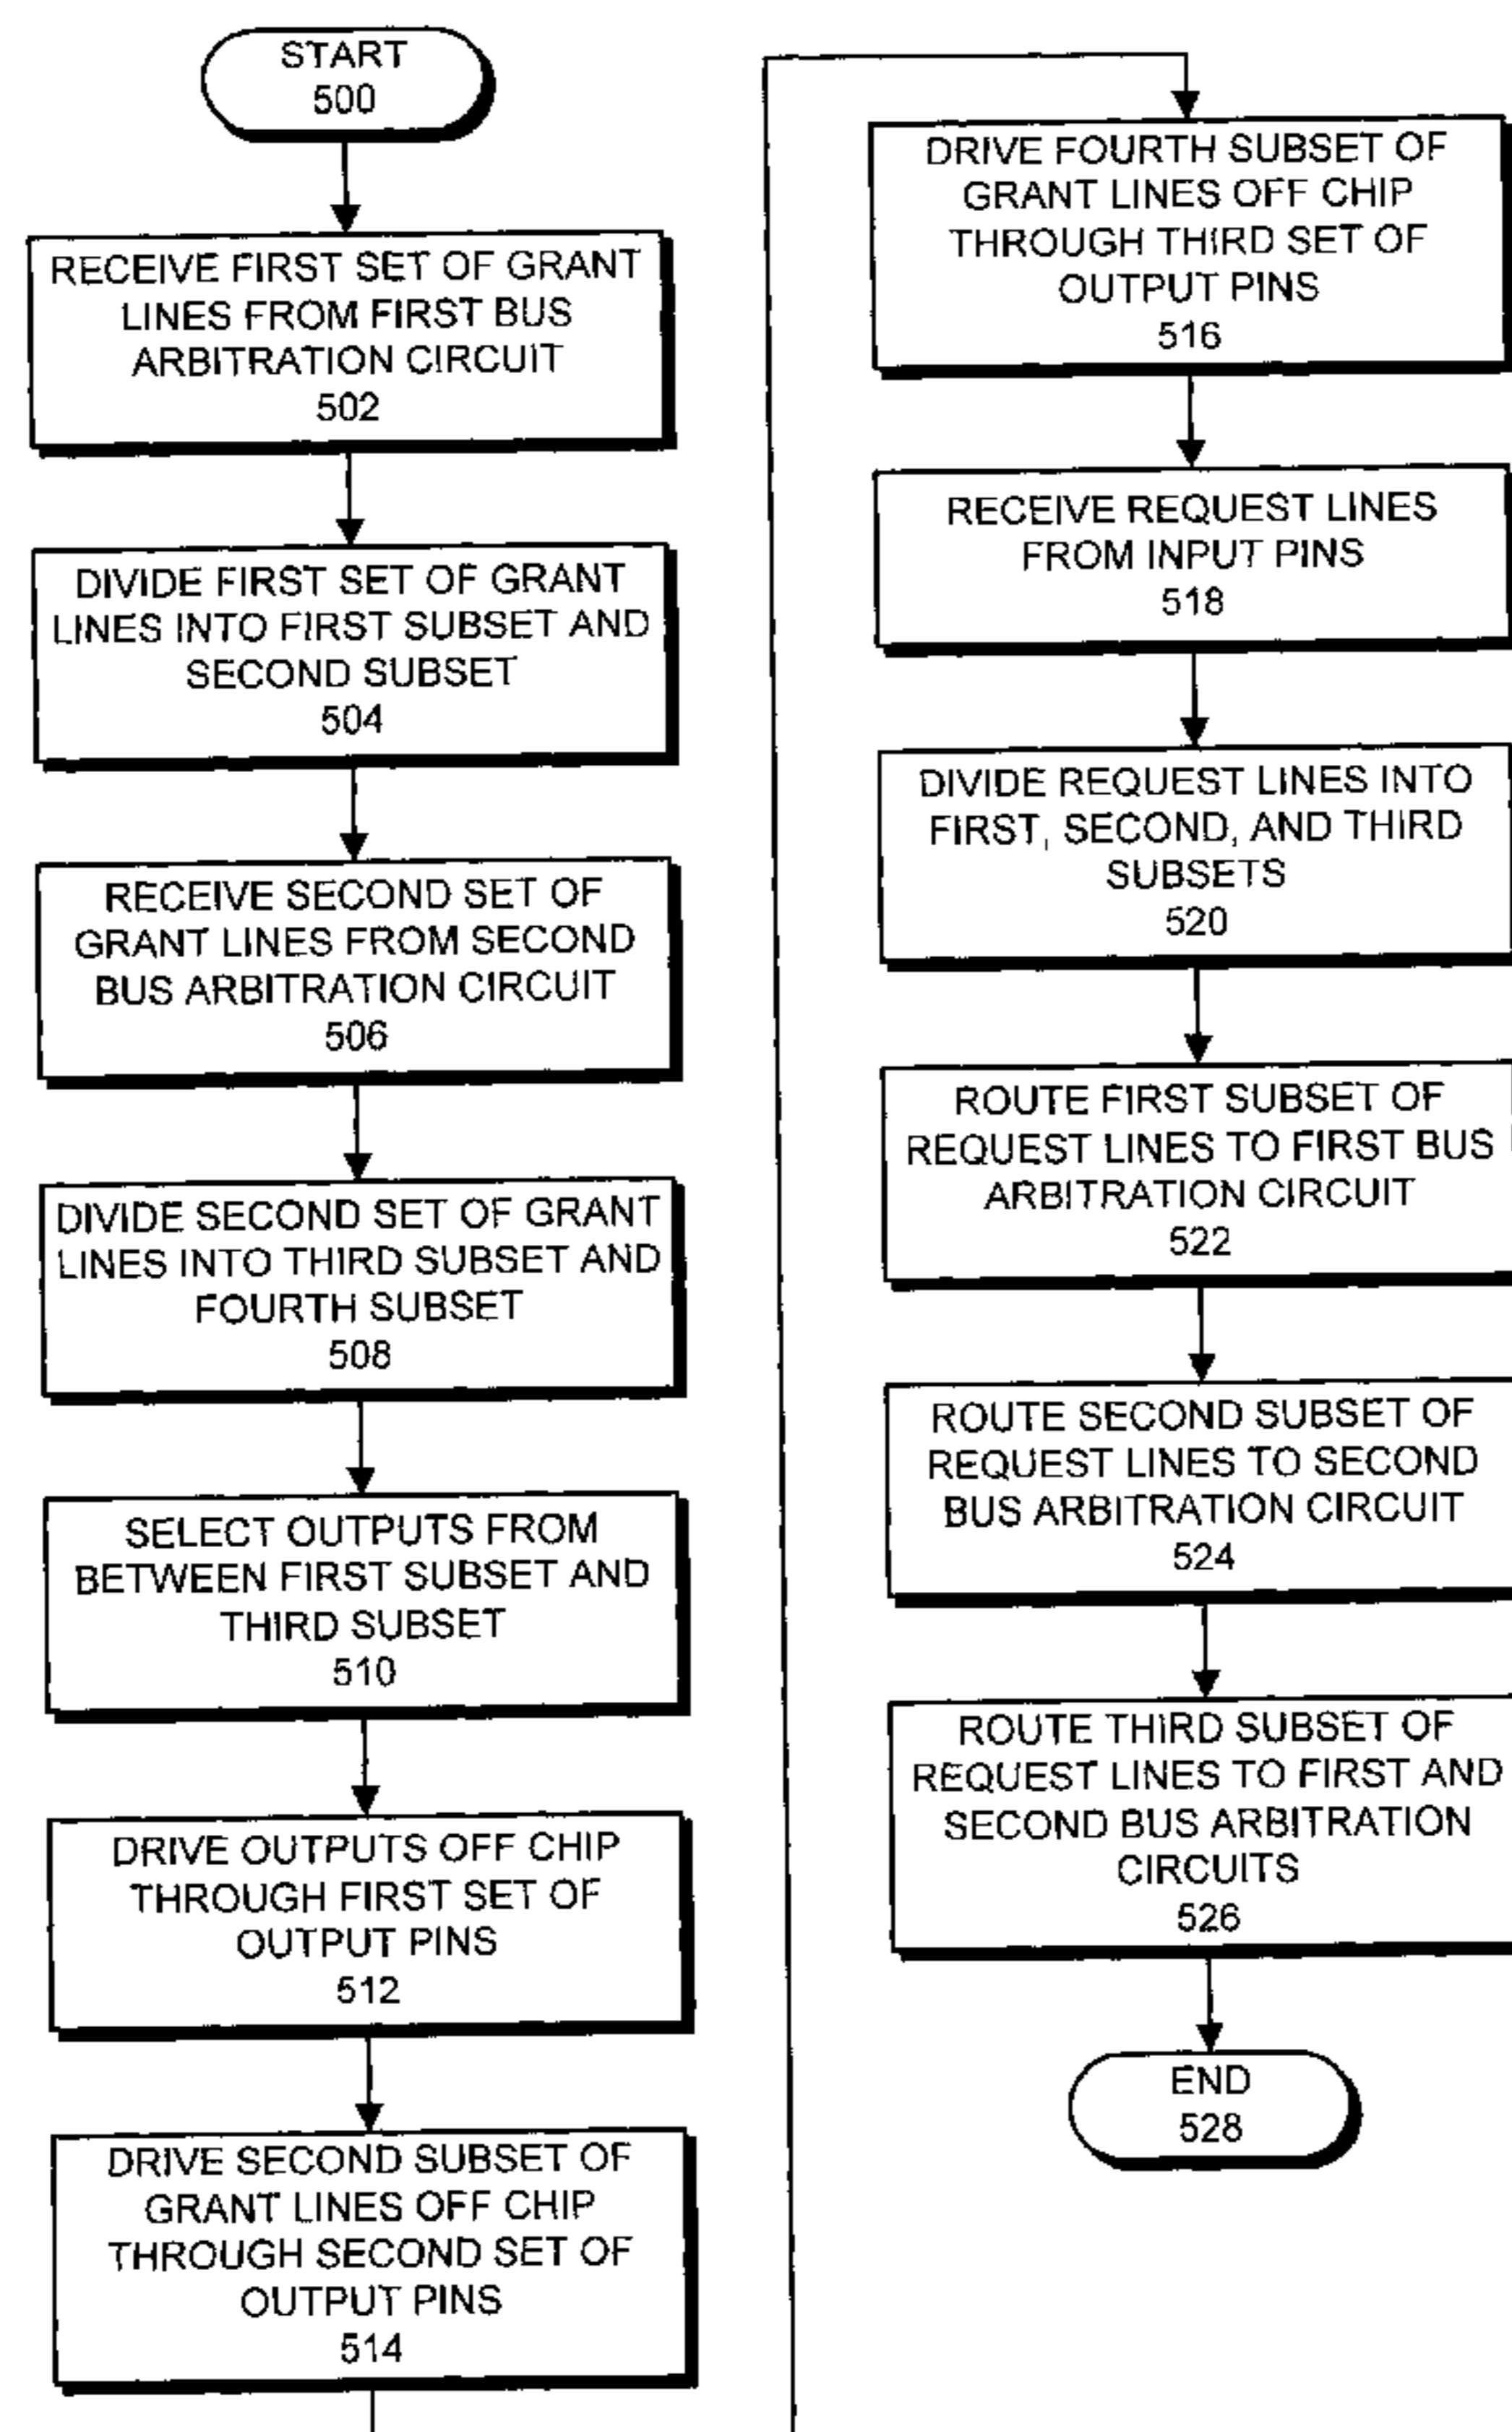 START
500
RECEIVE FIRST SET OF GRANT
LINES FROM FIRST BUS
ARBITRATION CIRCUIT
502
DIVIDE FIRST SET OF GRANT
LINES INTO FIRST SUBSET AND
SECOND SUBSET
504
RECEIVE SECOND SET OF
GRANT LINES FROM SECOND
BUS ARBITRATION CIRCUIT
506
DIVIDE SECOND SET OF GRANT
LINES INTO THIRD SUBSET AND
FOURTH SUBSET
508
SELECT OUTPUTS FROM
BETWEEN FIRST SUBSET AND
THIRD SUBSET
510
DRIVE OUTPUTS OFF CHIP
THROUGH FIRST SET OF
OUTPUT PINS
512
DRIVE SECOND SUBSET OF
GRANT LINES OFF CHIP
THROUGH SECOND SET OF
OUTPUT PINS
514
DRIVE FOURTH SUBSET OF
GRANT LINES OFF CHIP
THROUGH THIRD SET OF
OUTPUT PINS
516
RECEIVE REQUEST LINES
FROM INPUT PINS
518
DIVIDE REQUEST LINES INTO
FIRST, SECOND, AND THIRD
SUBSETS
520
ROUTE FIRST SUBSET OF
REQUEST LINES TO FIRST BUS
ARBITRATION CIRCUIT
522
ROUTE SECOND SUBSET OF
REQUEST LINES TO SECOND
BUS ARBITRATION CIRCUIT
524
ROUTE THIRD SUBSET OF
REQUEST LINES TO FIRST AND
SECOND BUS ARBITRATION
CIRCUITS
526
END
528